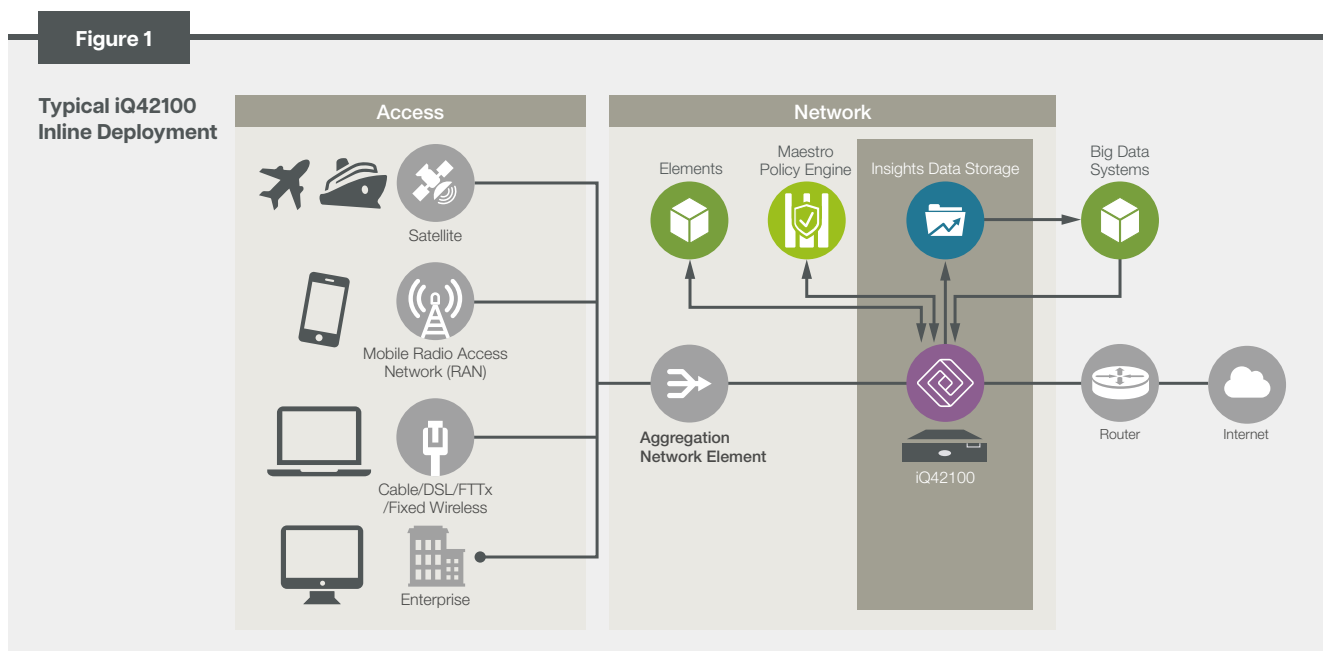 Figure 1
Typical iQ42100
Inline Deployment
Access
Satellite
Mobile Radio Access
Network (RAN)
Cable/DSL/FTTx
/Fixed Wireless
Enterprise
Network
Elements
Maestro
Policy Engine
Insights Data Storage
Big Data
Systems
Aggregation
Network Element
iQ42100
Router
Internet